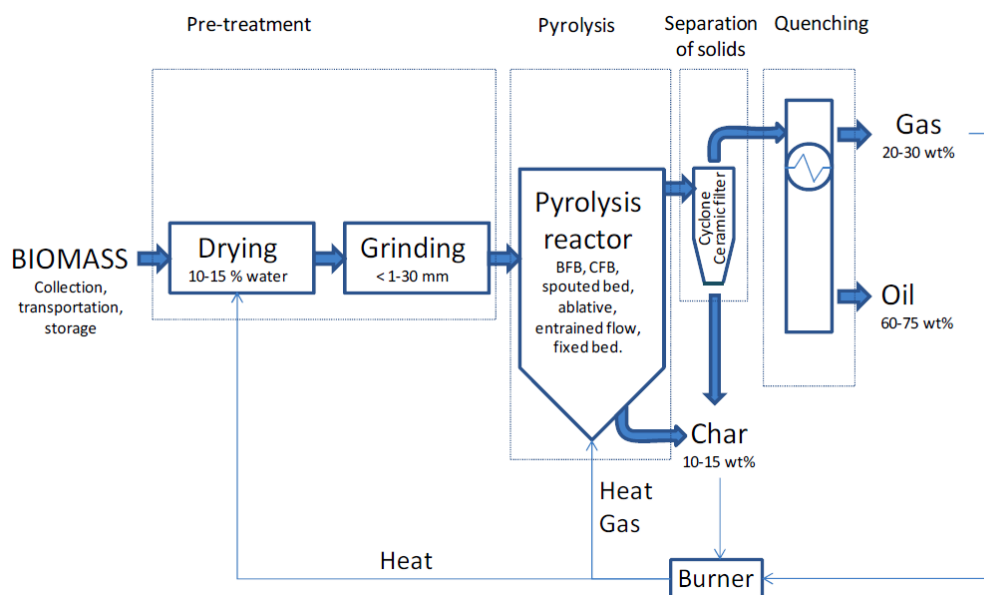 Pre-treatment
Pyrolysis
Separation
of solids
Quenching
BIOMASS
Collection,
transportation,
storage
Drying
10-15 % water
Grinding
< 1-30 mm
Pyrolysis
reactor
BFB, CFB,
spouted bed,
ablative,
entrained flow,
fixed bed.
Cyclone
Ceramic filter
Gas
20-30 wt%
Oil
60-75 wt%
Char
10-15 wt%
Heat
Gas
Heat
Burner